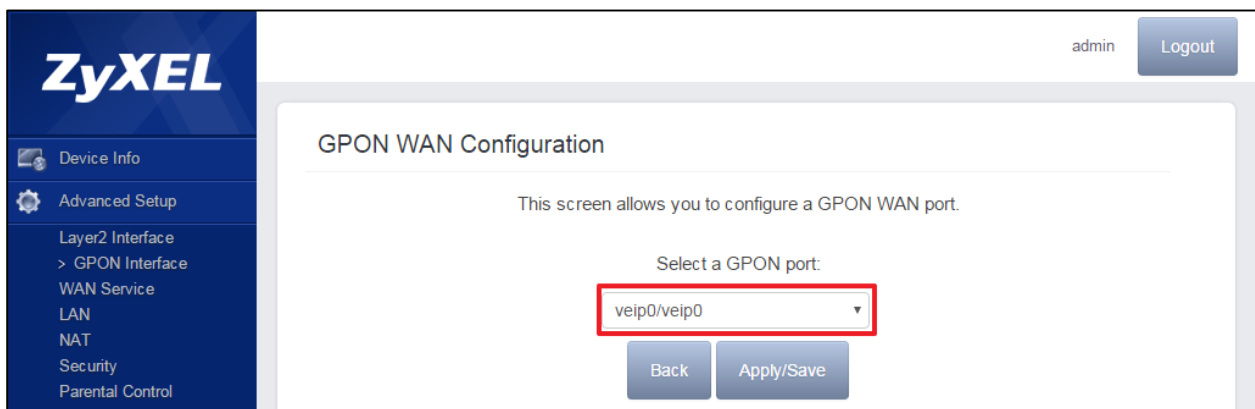 ZyXEL
admin
Logout
Device Info
Advanced Setup
Layer2 Interface
> GPON Interface
WAN Service
LAN
NAT
Security
Parental Control
GPON WAN Configuration
This screen allows you to configure a GPON WAN port.
Select a GPON port:
veip0/veip0
Back
Apply/Save